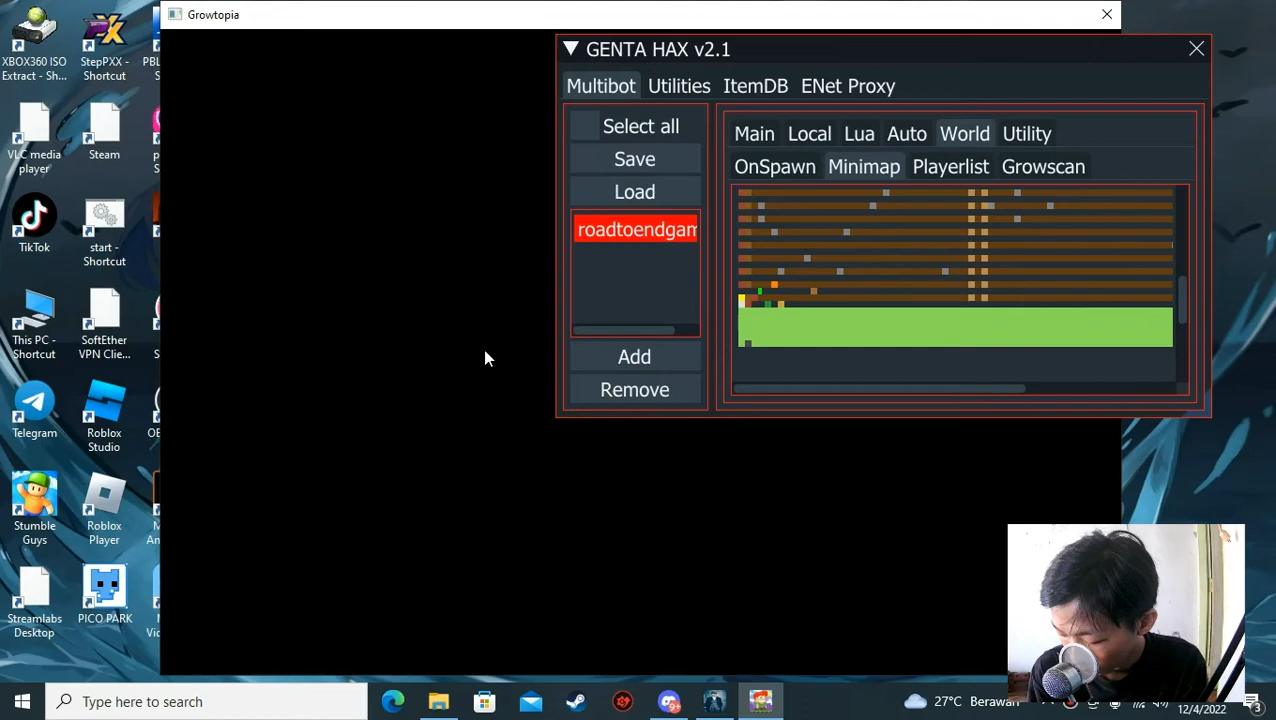 Growtopia
GENTA HAX v2.1
Multibot Utilities ItemDB ENet Proxy
Select all
Save
Load
roadtoendgam
Add
Remove
Main Local Lua Auto World Utility
OnSpawn Minimap Playerlist Growscan
XBOX360 ISO
Extract - Sh...
StepPXX -
Shortcut
VLC media
player
Steam
TikTok
start -
Shortcut
This PC -
Shortcut
SoftEther
VPN Clie...
Telegram
Roblox
Studio
Stumble
Guys
Roblox
Player
Streamlabs
Desktop
PICO PARK
Type here to search
99+
27°C Berawan
12/4/2022
3